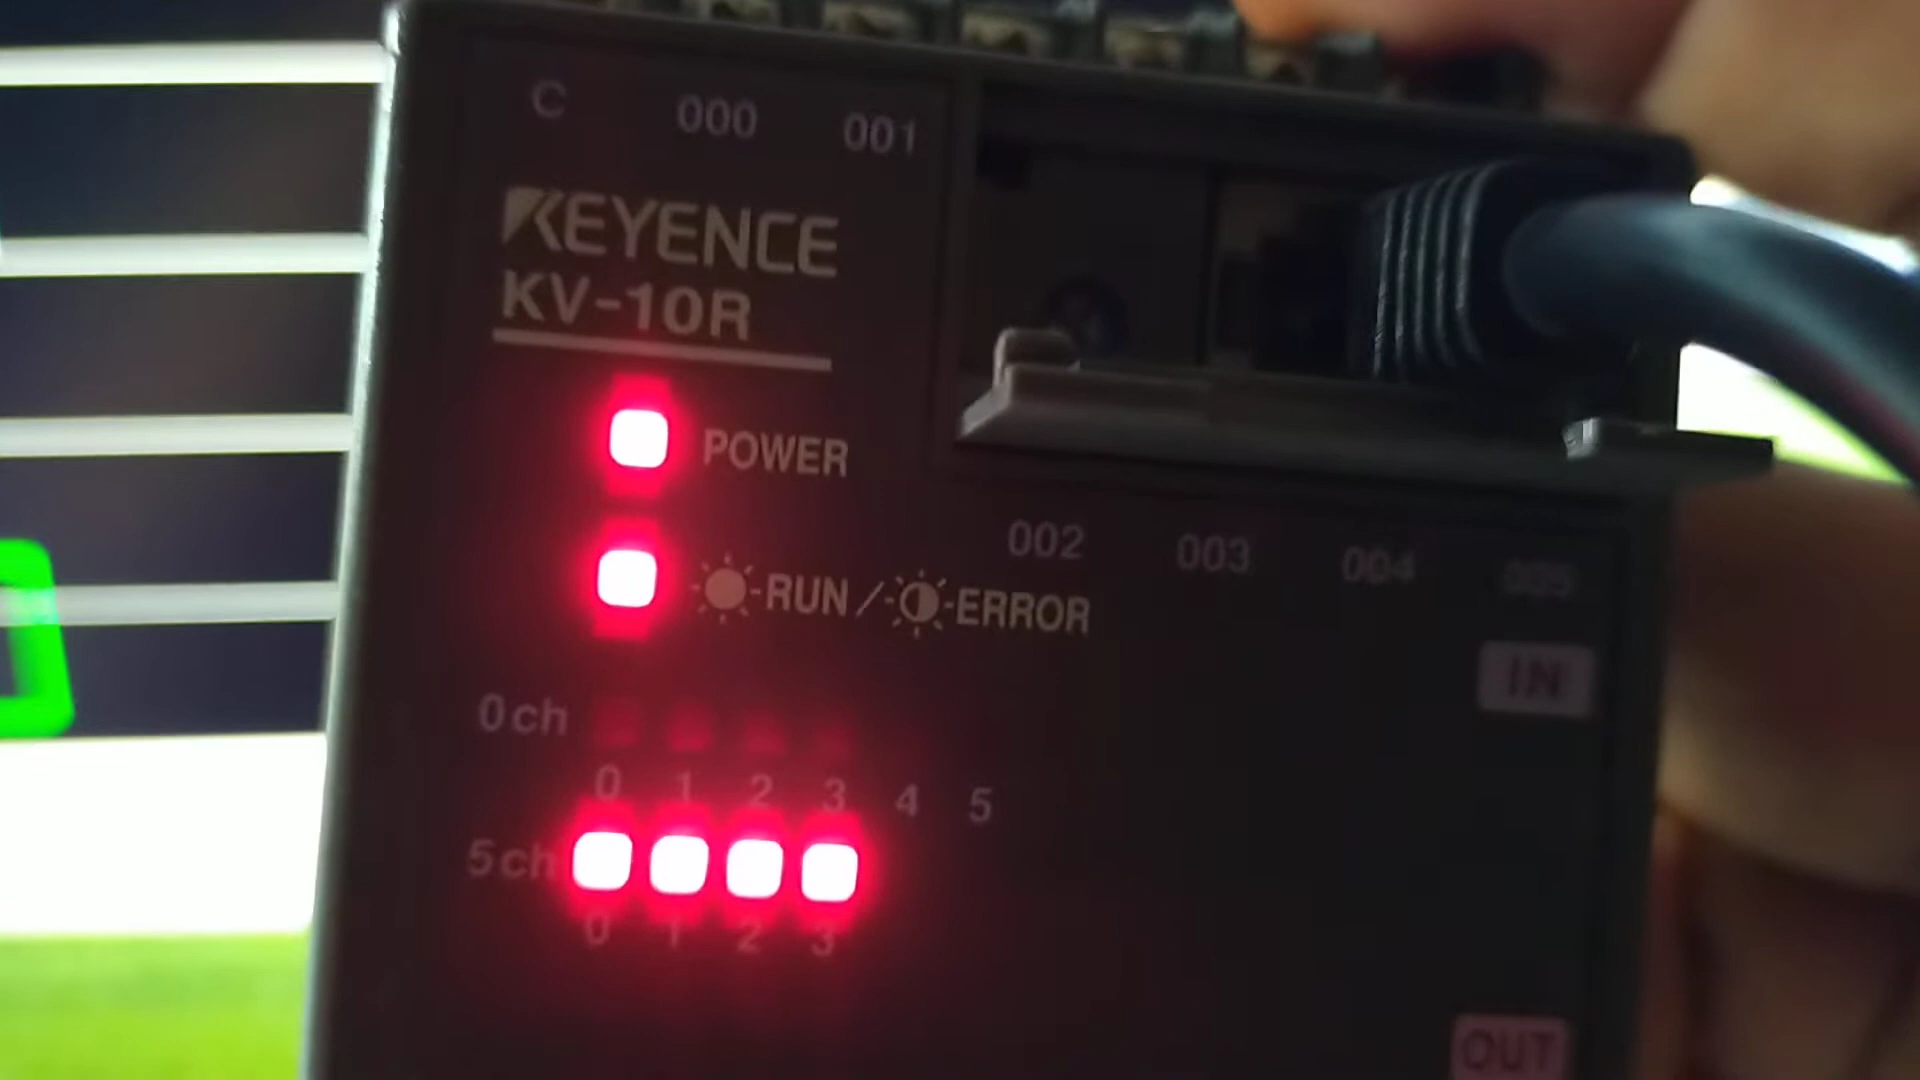 C 000 001
KEYENCE
KV-10R
POWER
RUN / ERROR
002 003 004 005
IN
0ch
0 1 2 3 4 5
5ch
0 1 2 3
OUT